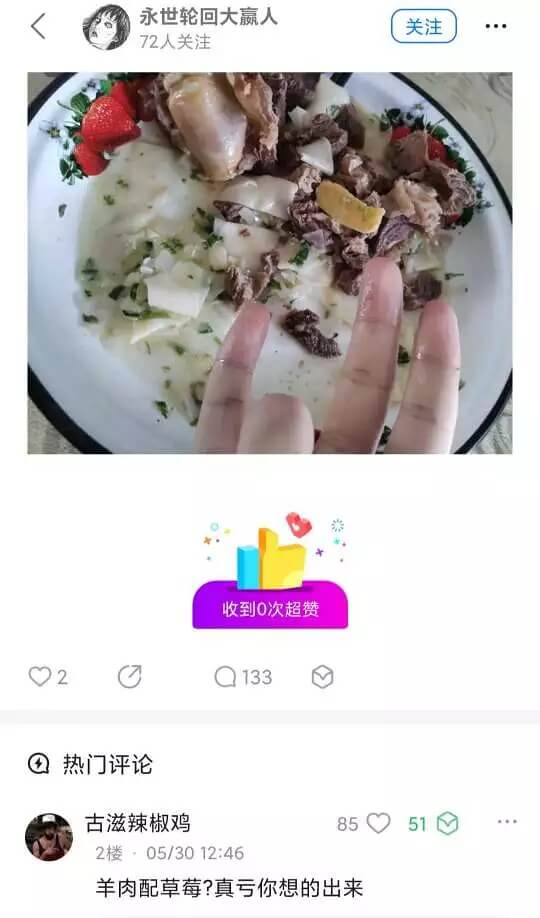 永世轮回大赢人
72人关注
关注
收到0次超赞
2
133
热门评论
古滋辣椒鸡
85
51
2楼 · 05/30 12:46
羊肉配草莓?真亏你想的出来